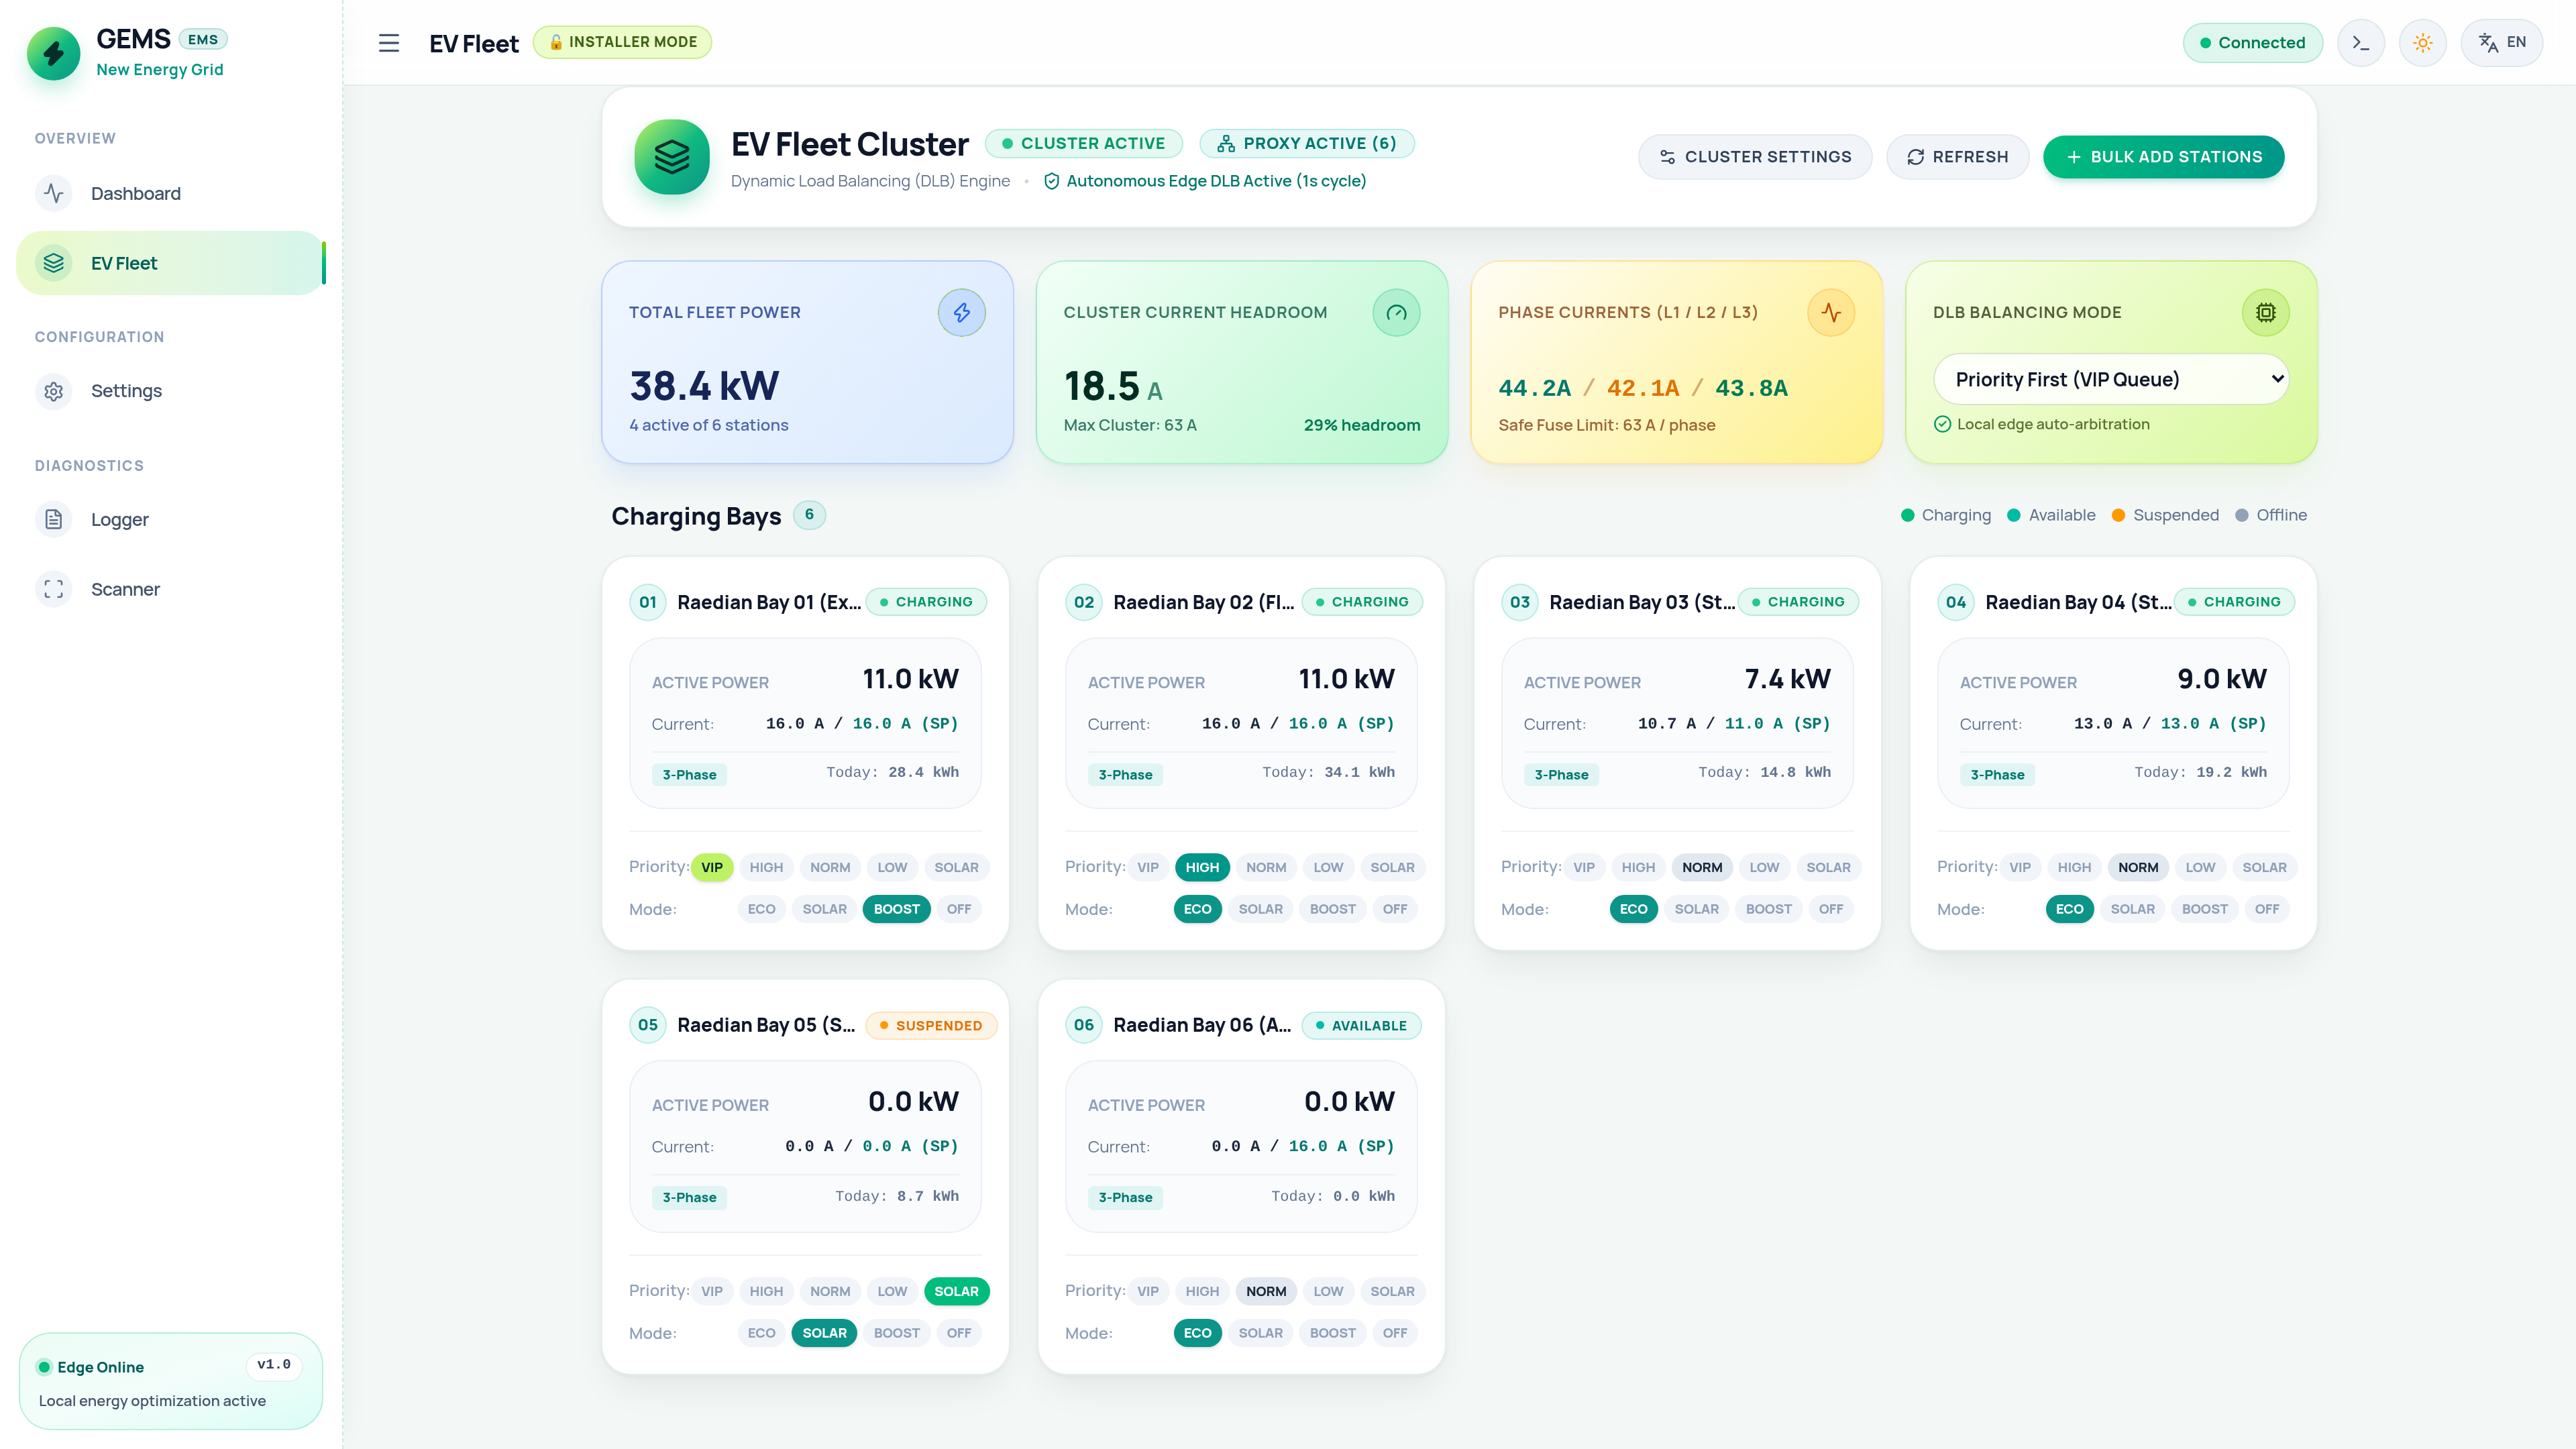 GEMS EMS
New Energy Grid
OVERVIEW
Dashboard
EV Fleet
CONFIGURATION
Settings
DIAGNOSTICS
Logger
Scanner
Edge Online v1.0
Local energy optimization active
EV Fleet 🔓 INSTALLER MODE
Connected
EN
EV Fleet Cluster CLUSTER ACTIVE PROXY ACTIVE (6)
Dynamic Load Balancing (DLB) Engine • Autonomous Edge DLB Active (1s cycle)
CLUSTER SETTINGS REFRESH + BULK ADD STATIONS
TOTAL FLEET POWER
38.4 kW
4 active of 6 stations
CLUSTER CURRENT HEADROOM
18.5 A
Max Cluster: 63 A 29% headroom
PHASE CURRENTS (L1 / L2 / L3)
44.2A / 42.1A / 43.8A
Safe Fuse Limit: 63 A / phase
DLB BALANCING MODE
Priority First (VIP Queue)
Local edge auto-arbitration
Charging Bays 6
Charging Available Suspended Offline
01 Raedian Bay 01 (Ex... CHARGING
ACTIVE POWER 11.0 kW
Current: 16.0 A / 16.0 A (SP)
3-Phase Today: 28.4 kWh
Priority: VIP HIGH NORM LOW SOLAR
Mode: ECO SOLAR BOOST OFF
02 Raedian Bay 02 (Fl... CHARGING
ACTIVE POWER 11.0 kW
Current: 16.0 A / 16.0 A (SP)
3-Phase Today: 34.1 kWh
Priority: VIP HIGH NORM LOW SOLAR
Mode: ECO SOLAR BOOST OFF
03 Raedian Bay 03 (St... CHARGING
ACTIVE POWER 7.4 kW
Current: 10.7 A / 11.0 A (SP)
3-Phase Today: 14.8 kWh
Priority: VIP HIGH NORM LOW SOLAR
Mode: ECO SOLAR BOOST OFF
04 Raedian Bay 04 (St... CHARGING
ACTIVE POWER 9.0 kW
Current: 13.0 A / 13.0 A (SP)
3-Phase Today: 19.2 kWh
Priority: VIP HIGH NORM LOW SOLAR
Mode: ECO SOLAR BOOST OFF
05 Raedian Bay 05 (S... SUSPENDED
ACTIVE POWER 0.0 kW
Current: 0.0 A / 0.0 A (SP)
3-Phase Today: 8.7 kWh
Priority: VIP HIGH NORM LOW SOLAR
Mode: ECO SOLAR BOOST OFF
06 Raedian Bay 06 (A... AVAILABLE
ACTIVE POWER 0.0 kW
Current: 0.0 A / 16.0 A (SP)
3-Phase Today: 0.0 kWh
Priority: VIP HIGH NORM LOW SOLAR
Mode: ECO SOLAR BOOST OFF